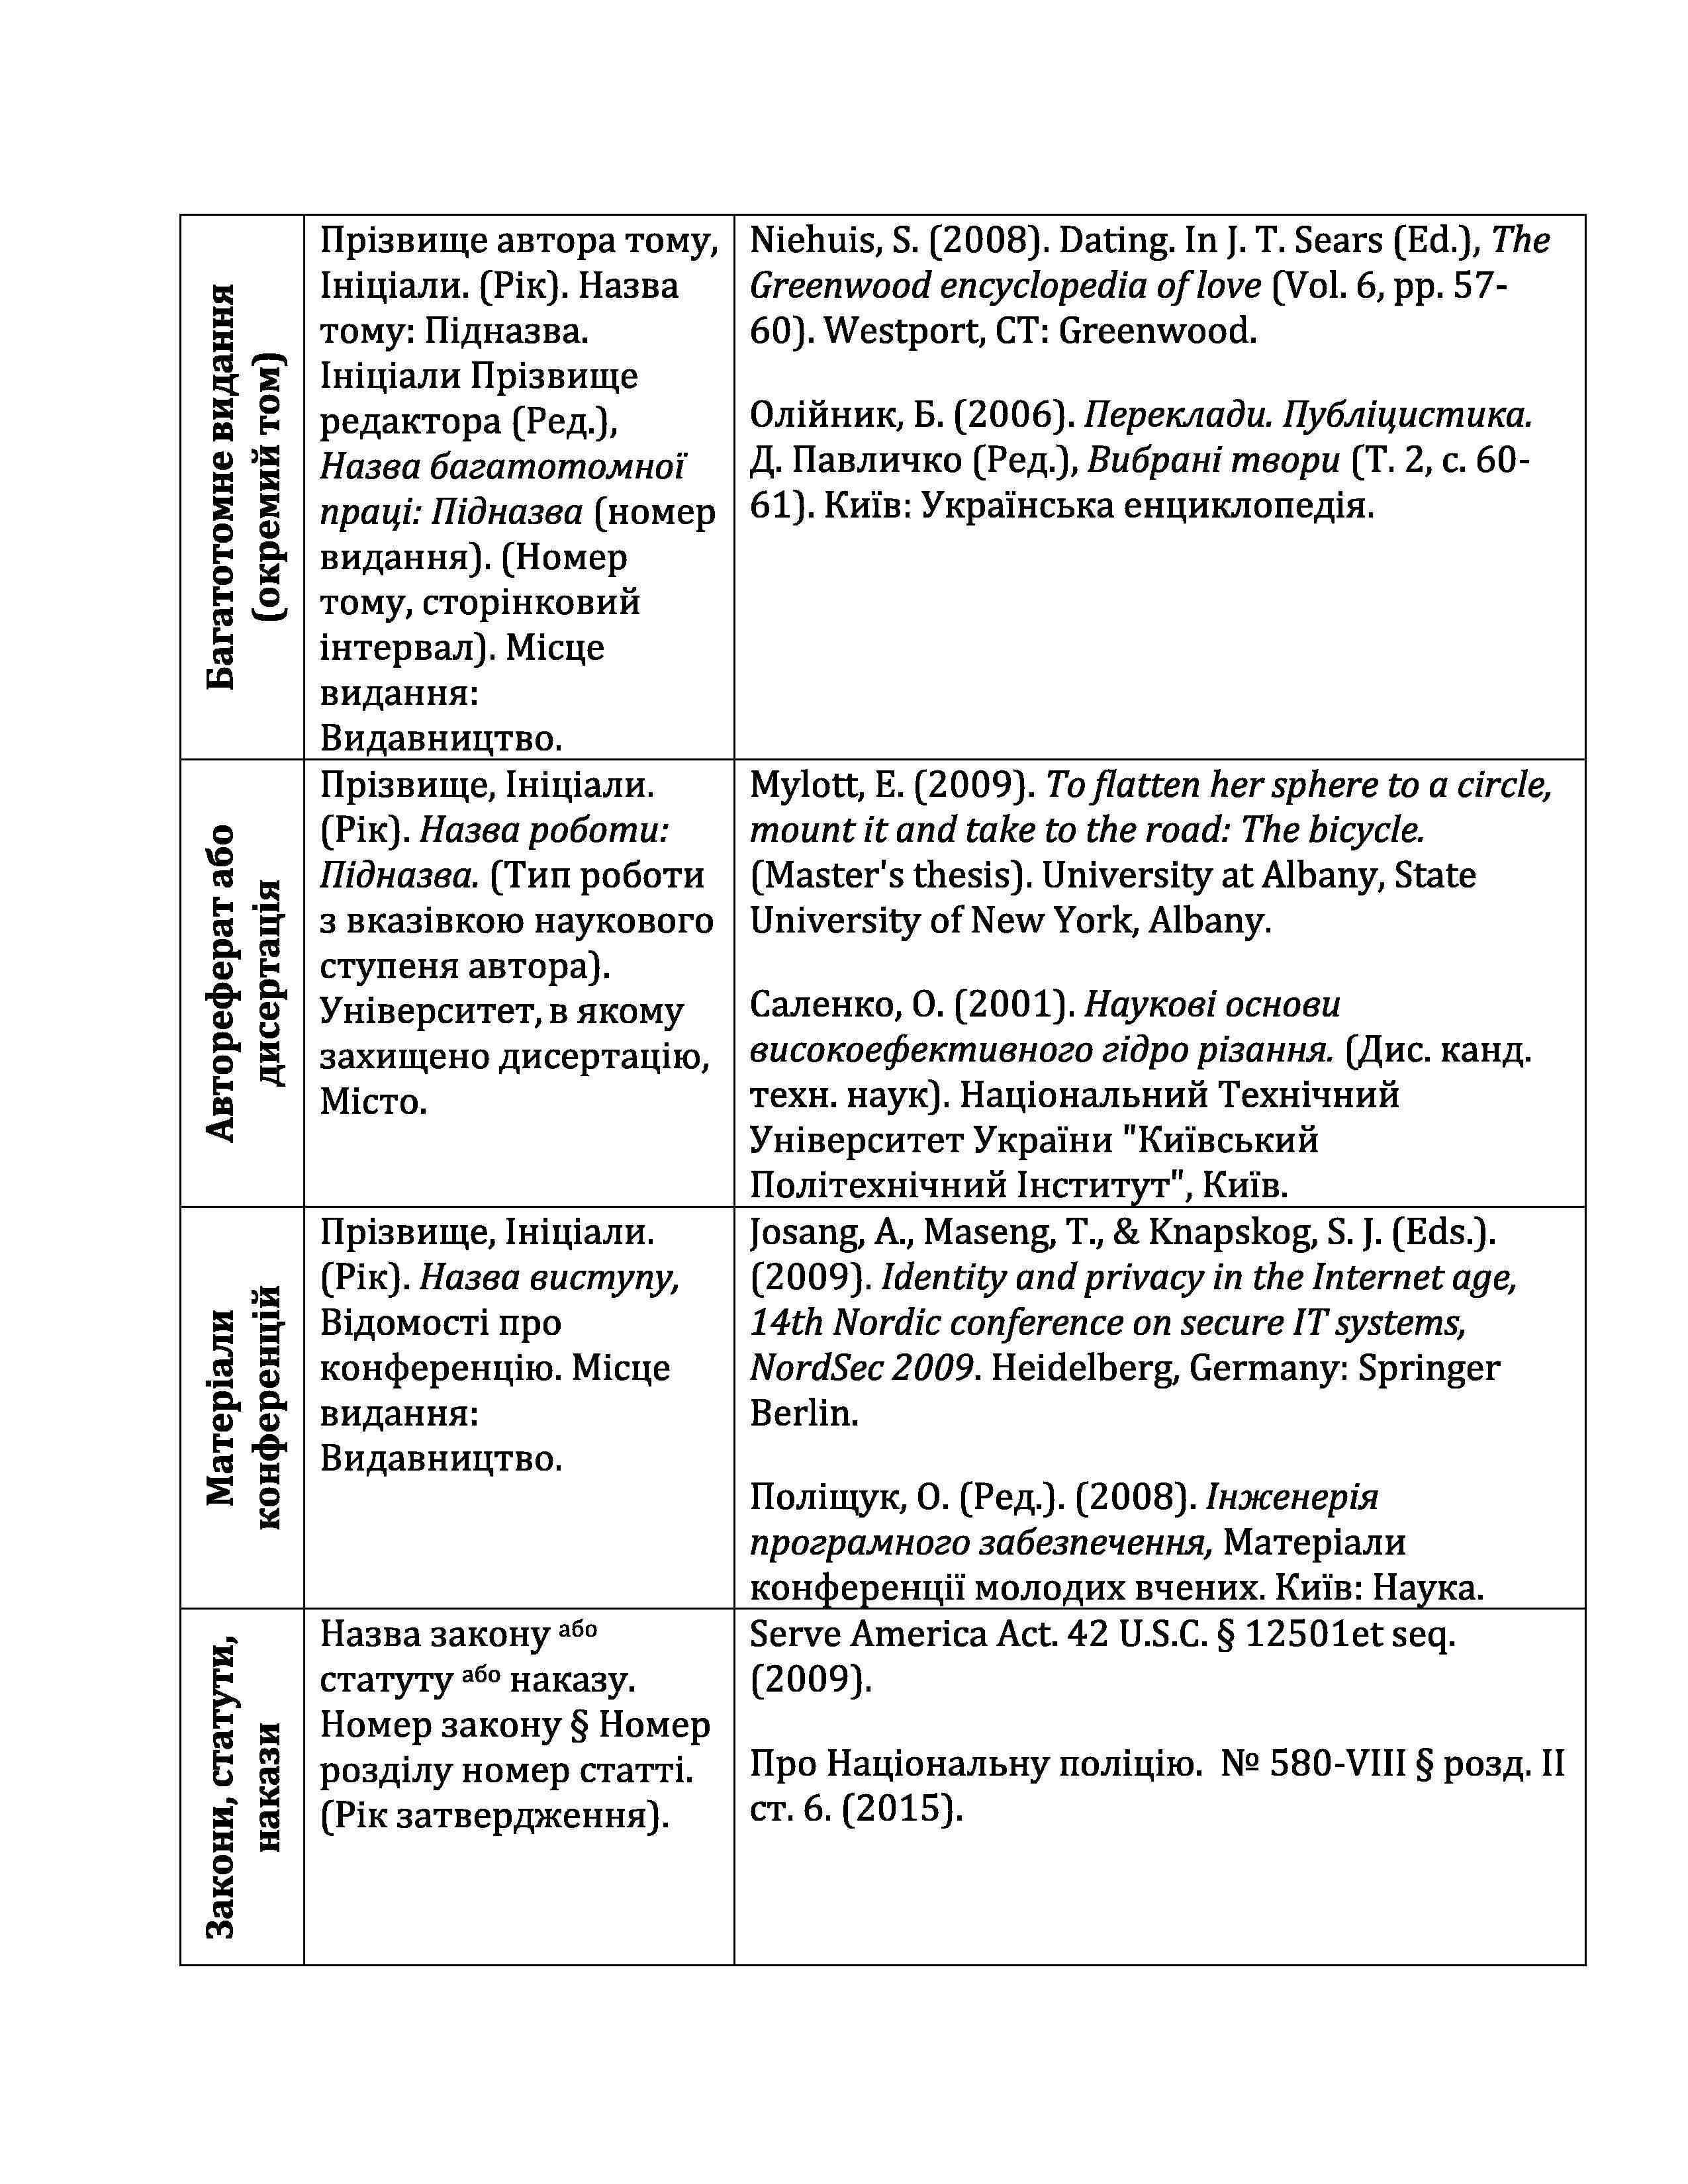 Багатотомне видання
(окремий том)
Прізвище автора тому,
Ініціали. (Рік). Назва
тому: Підназва.
Ініціали Прізвище
редактора (Ред.),
Назва багатотомної
праці: Підназва (номер
видання). (Номер
тому, сторінковий
інтервал). Місце
видання:
Видавництво.
Niehuis, S. (2008). Dating. In J. T. Sears (Ed.), The
Greenwood encyclopedia of love (Vol. 6, pp. 57-
60). Westport, CT: Greenwood.
Олійник, Б. (2006). Переклади. Публіцистика.
Д. Павличко (Ред.), Вибрані твори (Т. 2, с. 60-
61). Київ: Українська енциклопедія.
Автореферат або
дисертація
Прізвище, Ініціали.
(Рік). Назва роботи:
Підназва. (Тип роботи
з вказівкою наукового
ступеня автора).
Університет, в якому
захищено дисертацію,
Місто.
Mylott, E. (2009). To flatten her sphere to a circle,
mount it and take to the road: The bicycle.
(Master's thesis). University at Albany, State
University of New York, Albany.
Саленко, О. (2001). Наукові основи
високоефективного гідро різання. (Дис. канд.
техн. наук). Національний Технічний
Університет України "Київський
Політехнічний Інститут", Київ.
Матеріали
конференцій
Прізвище, Ініціали.
(Рік). Назва виступу,
Відомості про
конференцію. Місце
видання:
Видавництво.
Josang, A., Maseng, T., & Knapskog, S. J. (Eds.).
(2009). Identity and privacy in the Internet age,
14th Nordic conference on secure IT systems,
NordSec 2009. Heidelberg, Germany: Springer
Berlin.
Поліщук, О. (Ред.). (2008). Інженерія
програмного забезпечення, Матеріали
конференції молодих вчених. Київ: Наука.
Закони, статути,
накази
Назва закону або
статуту або наказу.
Номер закону § Номер
розділу номер статті.
(Рік затвердження).
Serve America Act. 42 U.S.C. § 12501et seq.
(2009).
Про Національну поліцію.  № 580-VIII § розд. II
ст. 6. (2015).